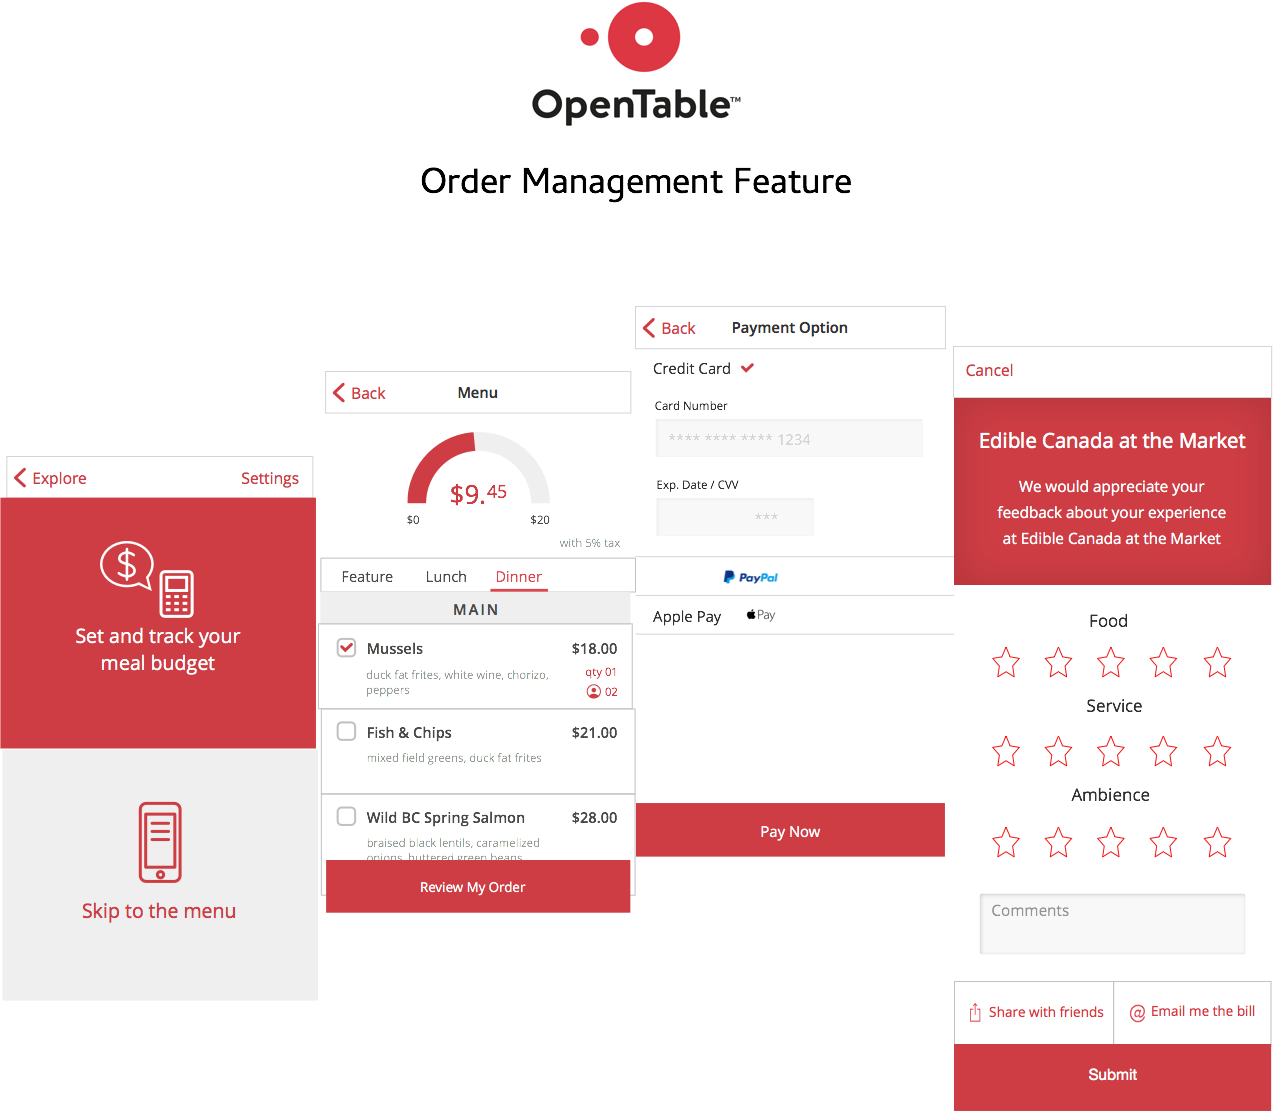 OpenTable™
Order Management Feature
Explore
Settings
$
Set and track your
meal budget
Skip to the menu
Back
Menu
$9.45
$0
$20
with 5% tax
Feature
Lunch
Dinner
MAIN
Mussels
$18.00
duck fat frites, white wine, chorizo,
peppers
qty 01
02
Fish & Chips
$21.00
mixed field greens, duck fat frites
Wild BC Spring Salmon
$28.00
braised black lentils, caramelized
onions, buttered green beans
Review My Order
Back
Payment Option
Credit Card
Card Number
**** **** **** 1234
Exp. Date / CVV
***
PayPal
Apple Pay
Pay
Pay Now
Cancel
Edible Canada at the Market
We would appreciate your
feedback about your experience
at Edible Canada at the Market
Food
Service
Ambience
Comments
Share with friends
@ Email me the bill
Submit